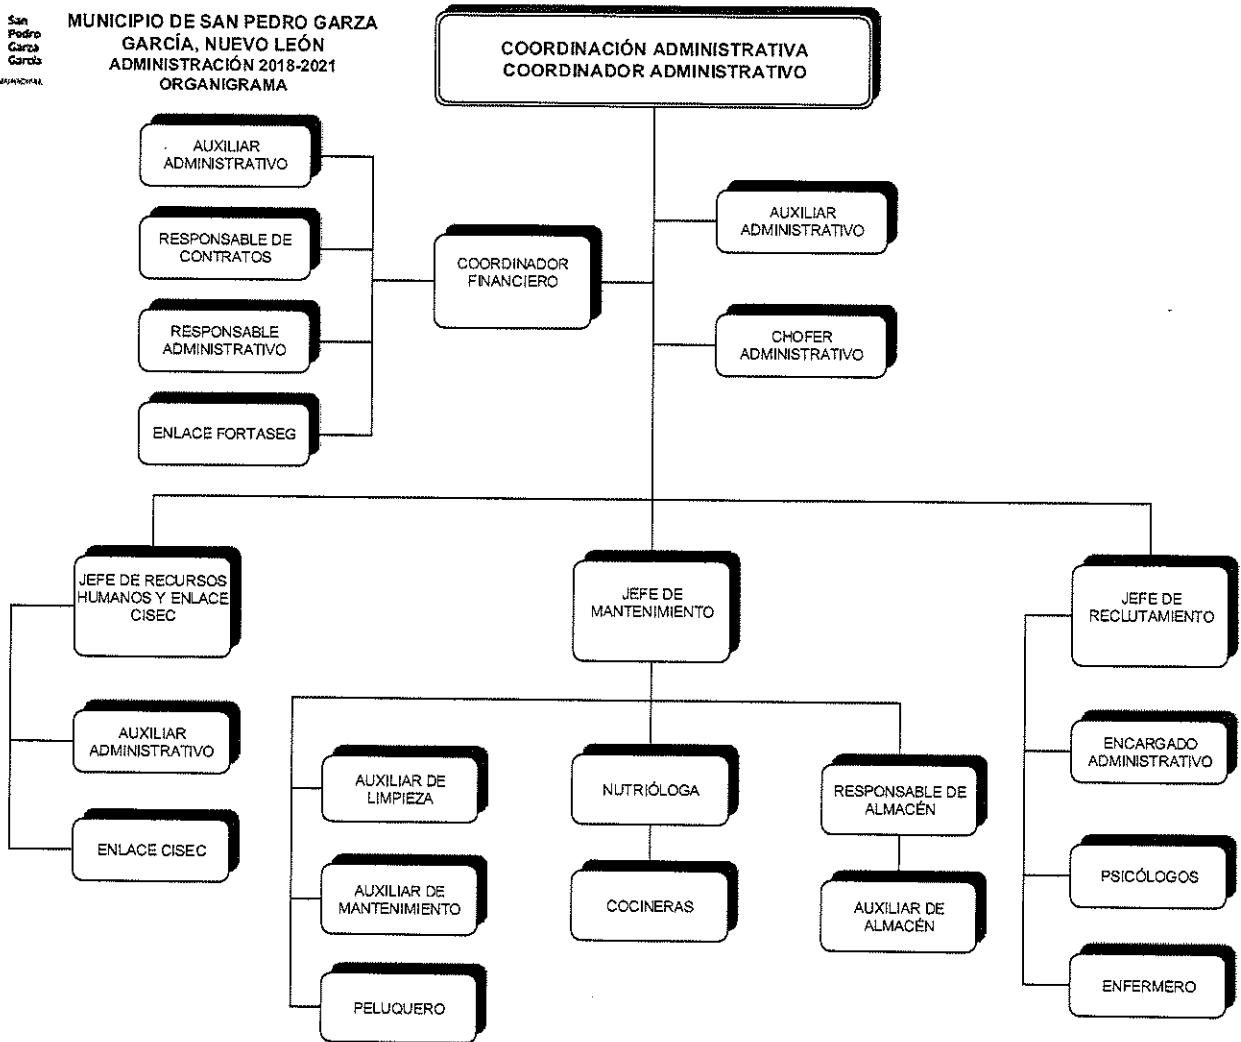 San
Pedro
Garza
García
MUNICIPIO DE SAN PEDRO GARZA
GARCÍA, NUEVO LEÓN
ADMINISTRACIÓN 2018-2021
ORGANIGRAMA
COORDINACIÓN ADMINISTRATIVA
COORDINADOR ADMINISTRATIVO
AUXILIAR
ADMINISTRATIVO
RESPONSABLE DE
CONTRATOS
RESPONSABLE
ADMINISTRATIVO
ENLACE FORTASEG
COORDINADOR
FINANCIERO
AUXILIAR
ADMINISTRATIVO
CHOFER
ADMINISTRATIVO
JEFE DE RECURSOS
HUMANOS Y ENLACE
CISEC
AUXILIAR
ADMINISTRATIVO
ENLACE CISEC
JEFE DE
MANTENIMIENTO
AUXILIAR DE
LIMPIEZA
AUXILIAR DE
MANTENIMIENTO
PELUQUERO
NUTRIÓLOGA
COCINERAS
RESPONSABLE DE
ALMACÉN
AUXILIAR DE
ALMACÉN
JEFE DE
RECLUTAMIENTO
ENCARGADO
ADMINISTRATIVO
PSICÓLOGOS
ENFERMERO